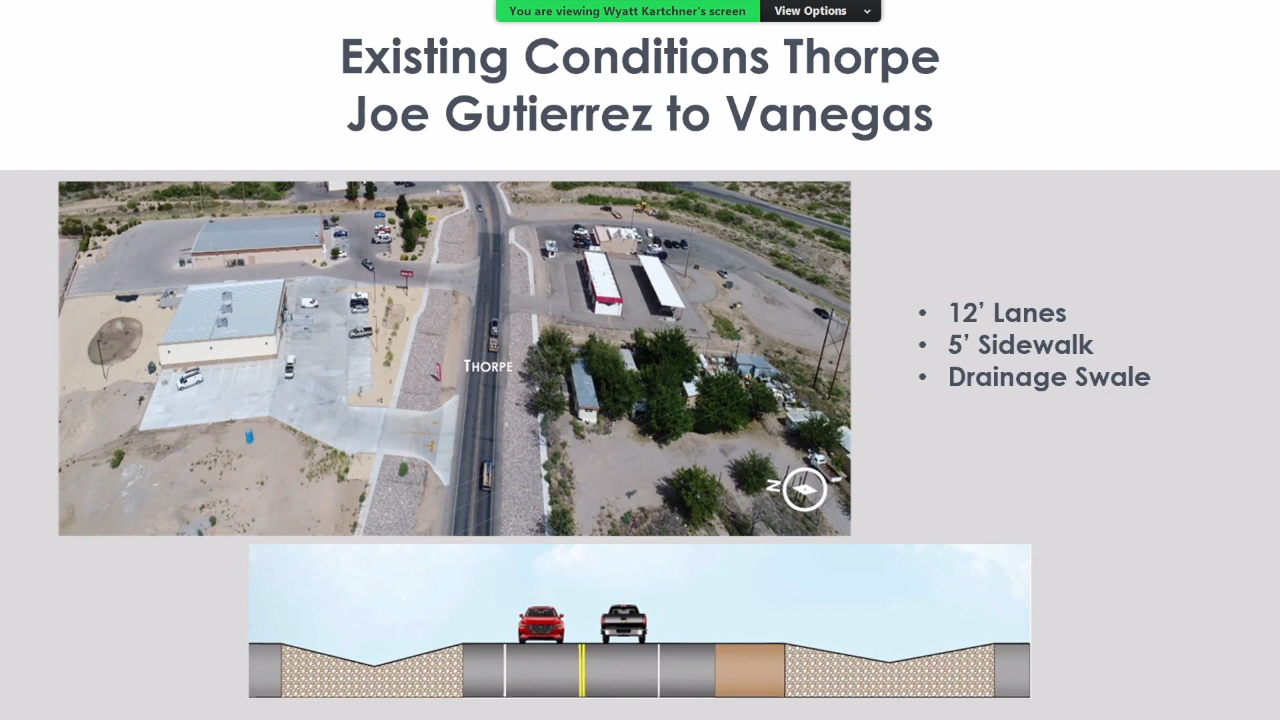 You are viewing Wyatt Kartchner's screen
View Options
Existing Conditions Thorpe
Joe Gutierrez to Vanegas
THORPE
N
• 12’ Lanes
• 5’ Sidewalk
• Drainage Swale